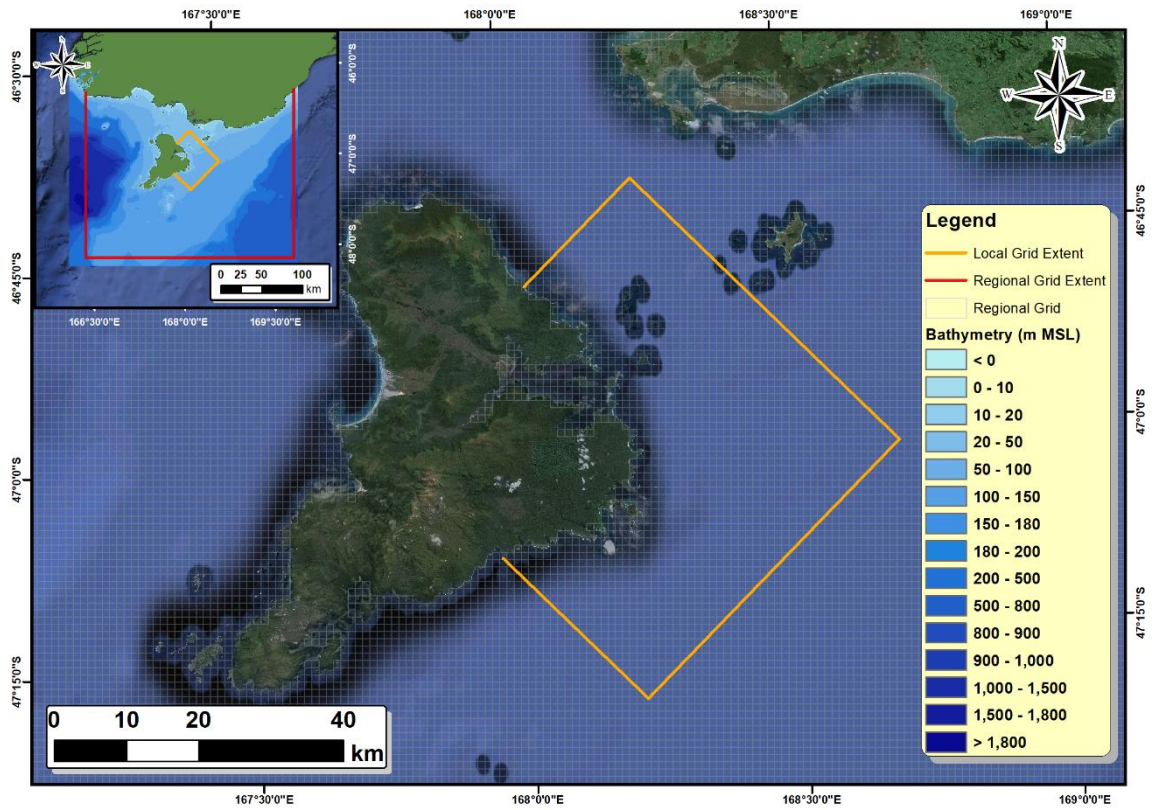 167°30'0"E
168°0'0"E
168°30'0"E
169°0'0"E
46°30'0"S
46°45'0"S
47°0'0"S
47°15'0"S
N
W E
S
46°0'0"S
47°0'0"S
48°0'0"S
0 25 50 100
km
166°30'0"E
168°0'0"E
169°30'0"E
N
W E
S
46°45'0"S
47°0'0"S
47°15'0"S
Legend
Local Grid Extent
Regional Grid Extent
Regional Grid
Bathymetry (m MSL)
< 0
0 - 10
10 - 20
20 - 50
50 - 100
100 - 150
150 - 180
180 - 200
200 - 500
500 - 800
800 - 900
900 - 1,000
1,000 - 1,500
1,500 - 1,800
> 1,800
0 10 20 40
km
167°30'0"E
168°0'0"E
168°30'0"E
169°0'0"E